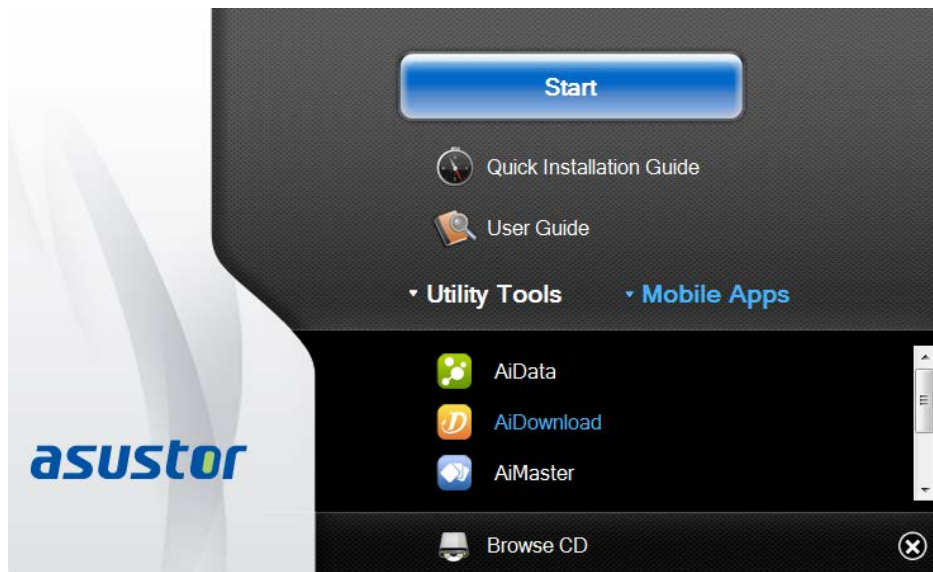 Start
Quick Installation Guide
User Guide
Utility Tools
Mobile Apps
AiData
AiDownload
AiMaster
asustor
Browse CD